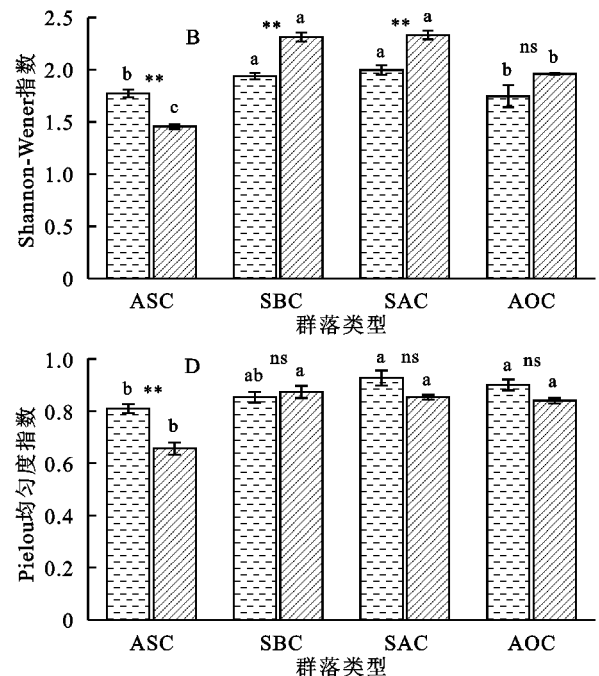 2.5
B
**
a
**
a
2.0
b
**
a
a
ns
b
b
1.5
c
1.0
0.5
0
Shannon-Wener指数
ASC
SBC
SAC
AOC
群落类型
1.0
D
ns
a
ns
a
ns
b
**
ab
a
a
a
0.8
b
0.6
0.4
0.2
0
Pielou均匀度指数
ASC
SBC
SAC
AOC
群落类型